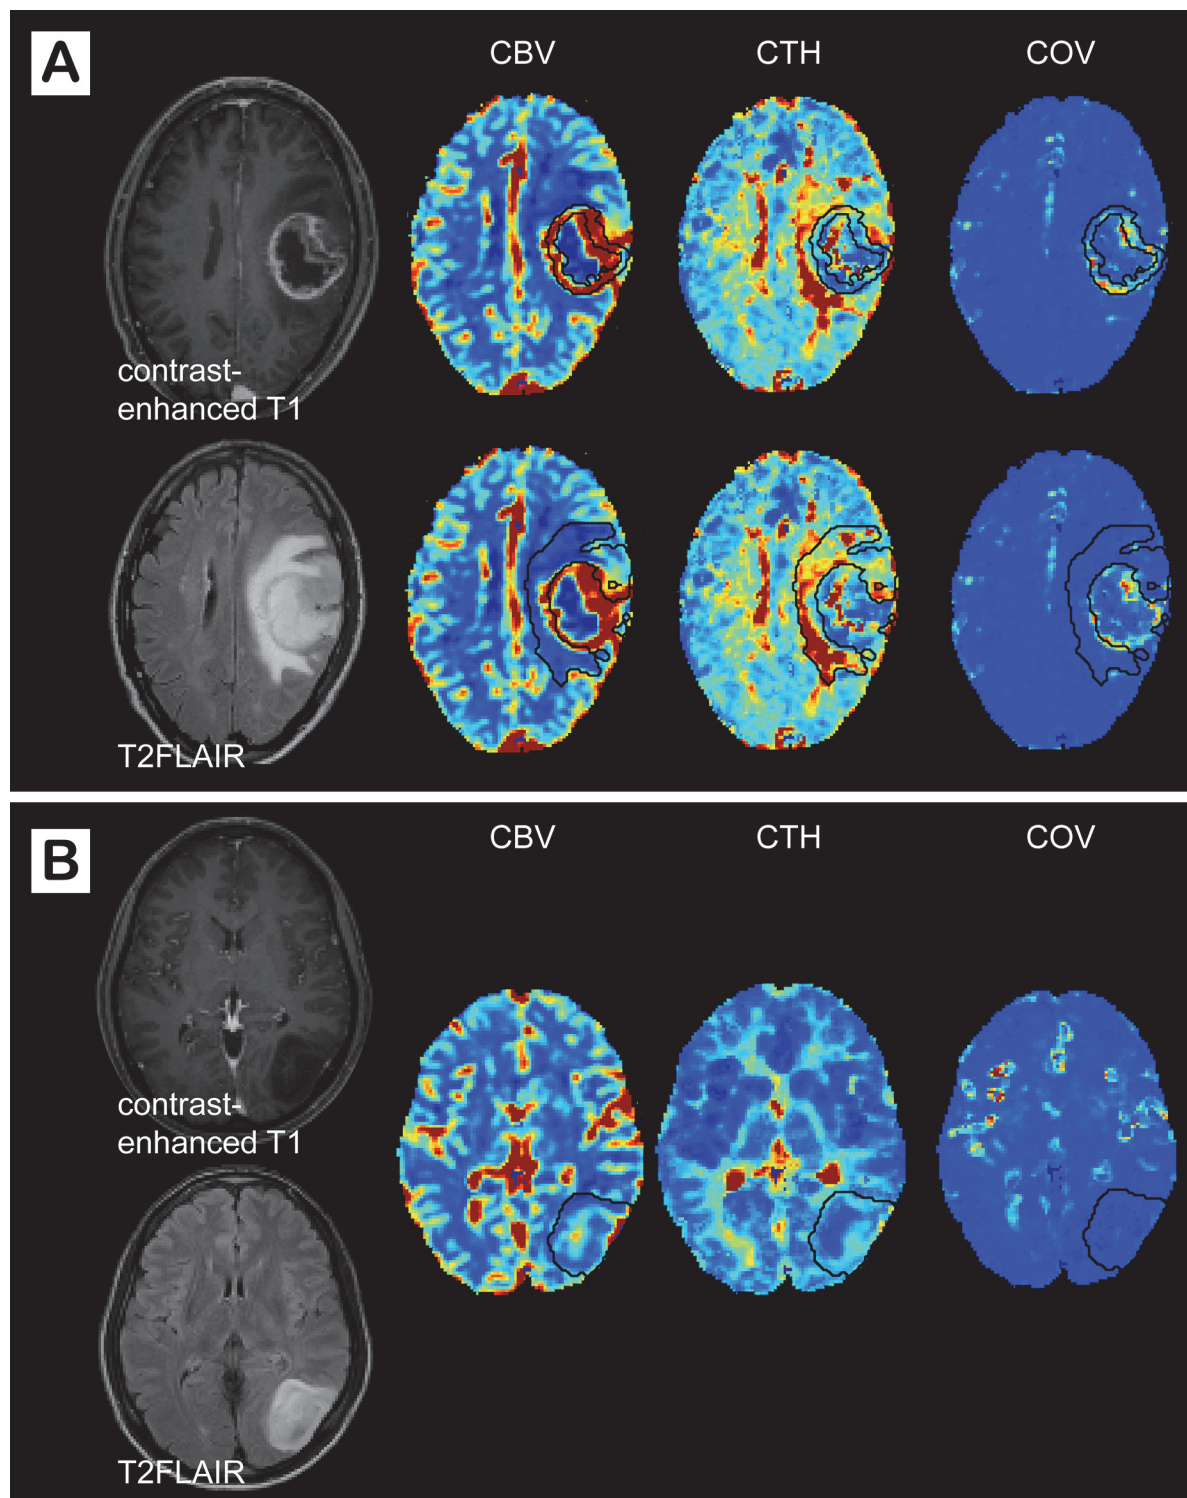 A
CBV
CTH
COV
contrast-
enhanced T1
T2FLAIR
B
CBV
CTH
COV
contrast-
enhanced T1
T2FLAIR